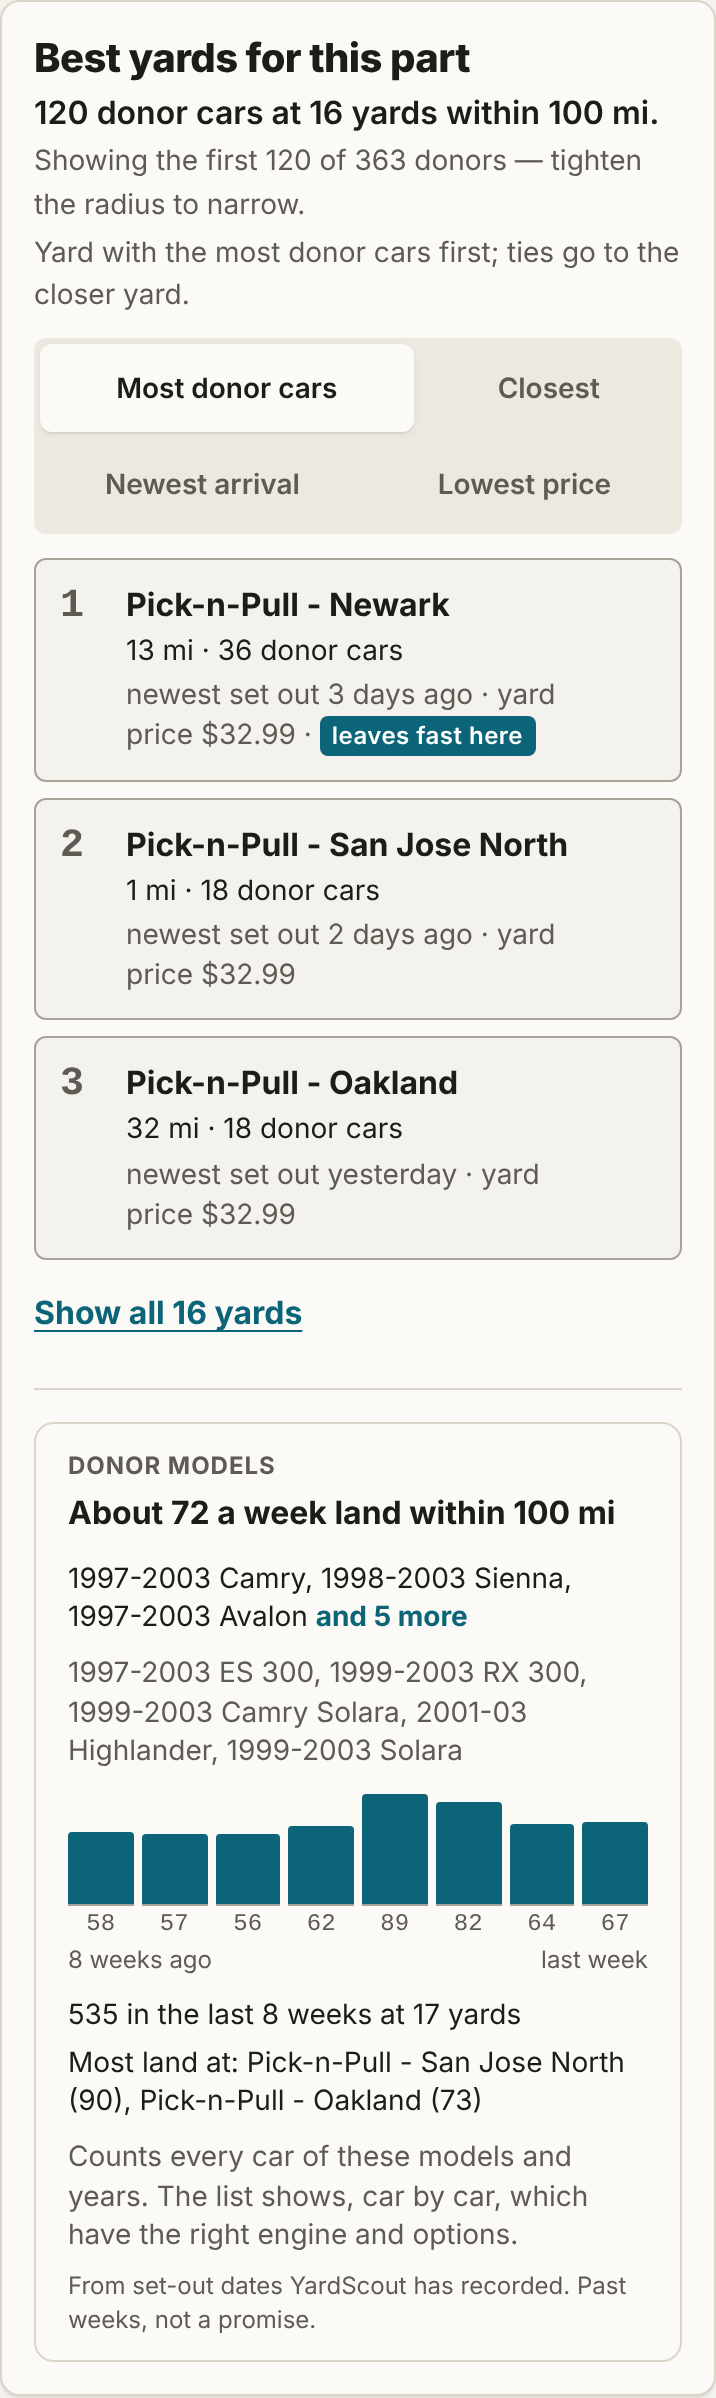 Best yards for this part
120 donor cars at 16 yards within 100 mi.
Showing the first 120 of 363 donors — tighten
the radius to narrow.
Yard with the most donor cars first; ties go to the
closer yard.
Most donor cars
Closest
Newest arrival
Lowest price
1
Pick-n-Pull - Newark
13 mi · 36 donor cars
newest set out 3 days ago · yard
price $32.99 · leaves fast here
2
Pick-n-Pull - San Jose North
1 mi · 18 donor cars
newest set out 2 days ago · yard
price $32.99
3
Pick-n-Pull - Oakland
32 mi · 18 donor cars
newest set out yesterday · yard
price $32.99
Show all 16 yards
DONOR MODELS
About 72 a week land within 100 mi
1997-2003 Camry, 1998-2003 Sienna,
1997-2003 Avalon and 5 more
1997-2003 ES 300, 1999-2003 RX 300,
1999-2003 Camry Solara, 2001-03
Highlander, 1999-2003 Solara
58 57 56 62 89 82 64 67
8 weeks ago
last week
535 in the last 8 weeks at 17 yards
Most land at: Pick-n-Pull - San Jose North
(90), Pick-n-Pull - Oakland (73)
Counts every car of these models and
years. The list shows, car by car, which
have the right engine and options.
From set-out dates YardScout has recorded. Past
weeks, not a promise.